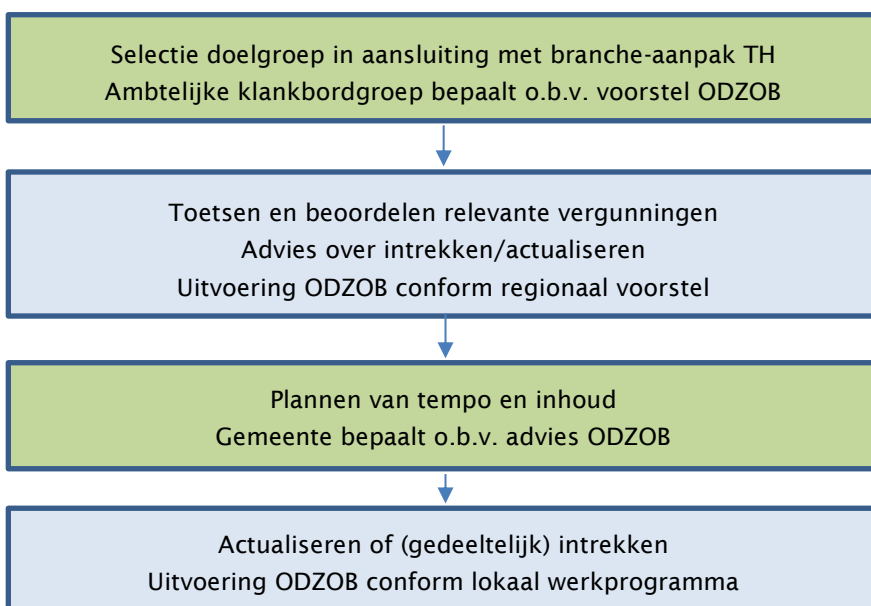 Selectie doelgroep in aansluiting met branche-aanpak TH
Ambtelijke klankbordgroep bepaalt o.b.v. voorstel ODZOB
Toetsen en beoordelen relevante vergunningen
Advies over intrekken/actualiseren
Uitvoering ODZOB conform regionaal voorstel
Plannen van tempo en inhoud
Gemeente bepaalt o.b.v. advies ODZOB
Actualiseren of (gedeeltelijk) intrekken
Uitvoering ODZOB conform lokaal werkprogramma